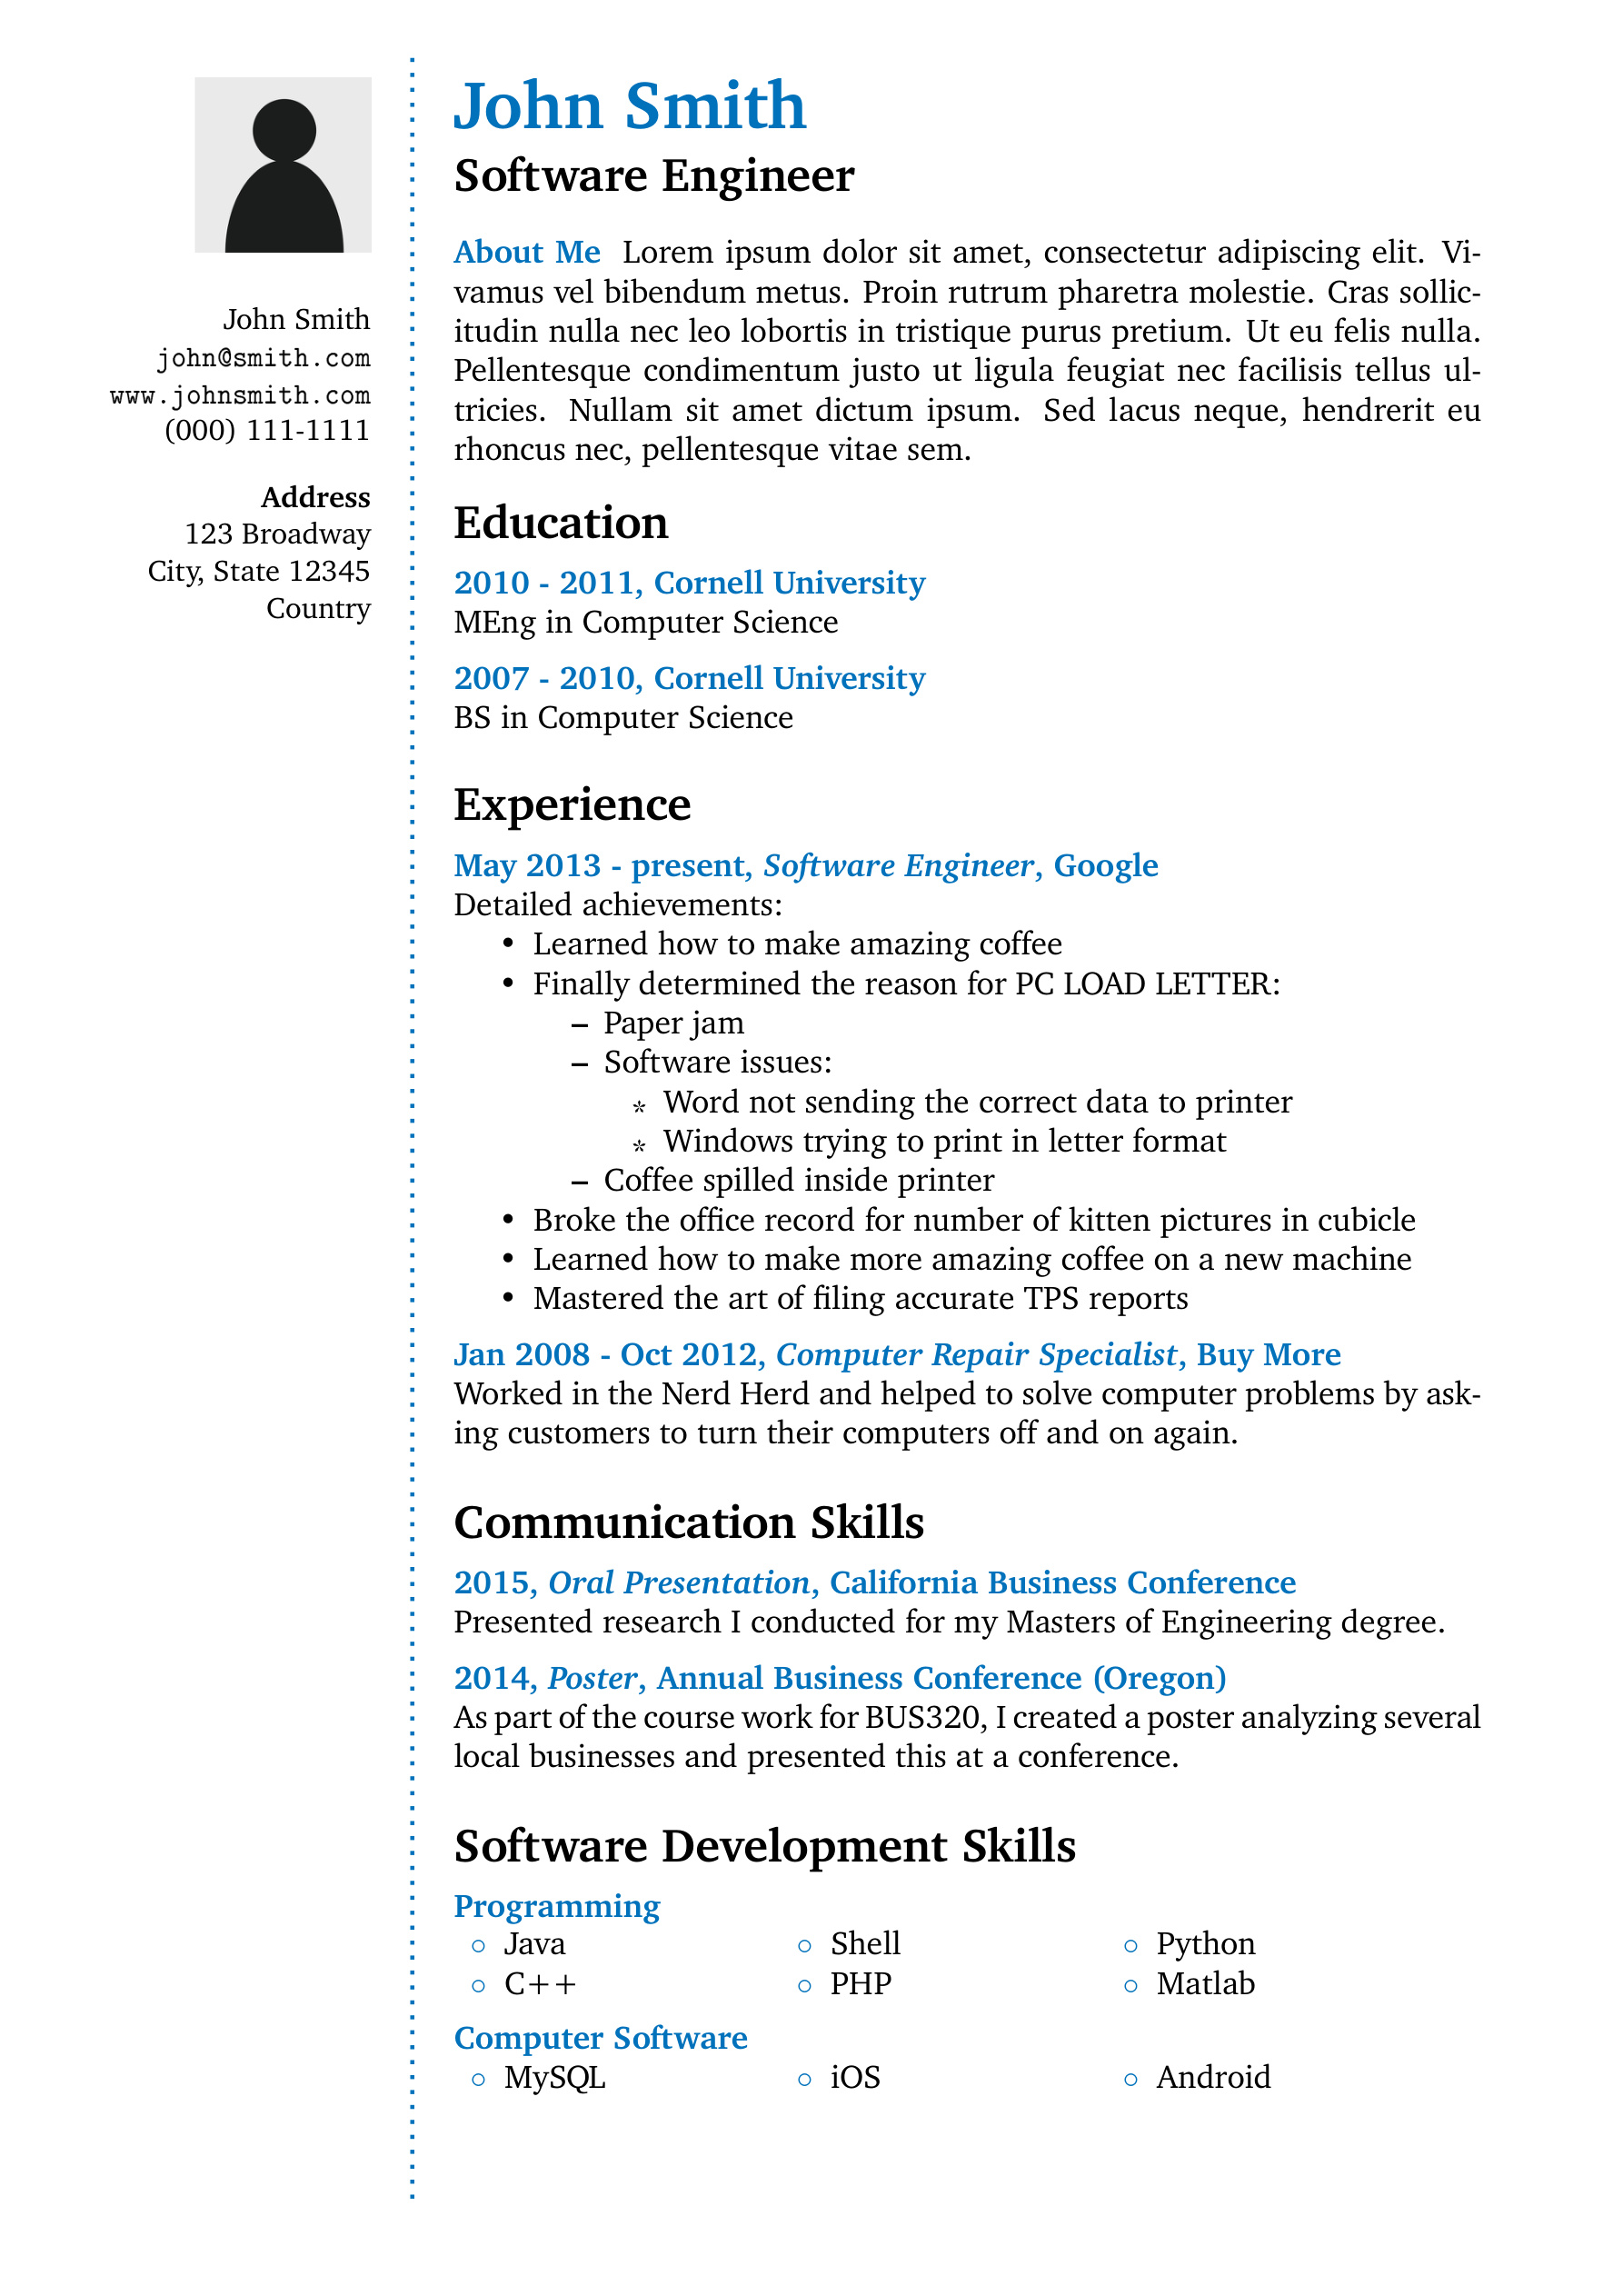 John Smith
john@smith.com
www.johnsmith.com
(000) 111-1111
Address
123 Broadway
City, State 12345
Country
John Smith
Software Engineer
About Me Lorem ipsum dolor sit amet, consectetur adipiscing elit. Vi-
vamus vel bibendum metus. Proin rutrum pharetra molestie. Cras sollic-
itudin nulla nec leo lobortis in tristique purus pretium. Ut eu felis nulla.
Pellentesque condimentum justo ut ligula feugiat nec facilisis tellus ul-
tricies. Nullam sit amet dictum ipsum. Sed lacus neque, hendrerit eu
rhoncus nec, pellentesque vitae sem.
Education
2010 - 2011, Cornell University
MEng in Computer Science
2007 - 2010, Cornell University
BS in Computer Science
Experience
May 2013 - present, Software Engineer, Google
Detailed achievements:
• Learned how to make amazing coffee
• Finally determined the reason for PC LOAD LETTER:
– Paper jam
– Software issues:
* Word not sending the correct data to printer
* Windows trying to print in letter format
– Coffee spilled inside printer
• Broke the office record for number of kitten pictures in cubicle
• Learned how to make more amazing coffee on a new machine
• Mastered the art of filing accurate TPS reports
Jan 2008 - Oct 2012, Computer Repair Specialist, Buy More
Worked in the Nerd Herd and helped to solve computer problems by ask-
ing customers to turn their computers off and on again.
Communication Skills
2015, Oral Presentation, California Business Conference
Presented research I conducted for my Masters of Engineering degree.
2014, Poster, Annual Business Conference (Oregon)
As part of the course work for BUS320, I created a poster analyzing several
local businesses and presented this at a conference.
Software Development Skills
Programming
○ Java ○ Shell ○ Python
○ C++ ○ PHP ○ Matlab
Computer Software
○ MySQL ○ iOS ○ Android